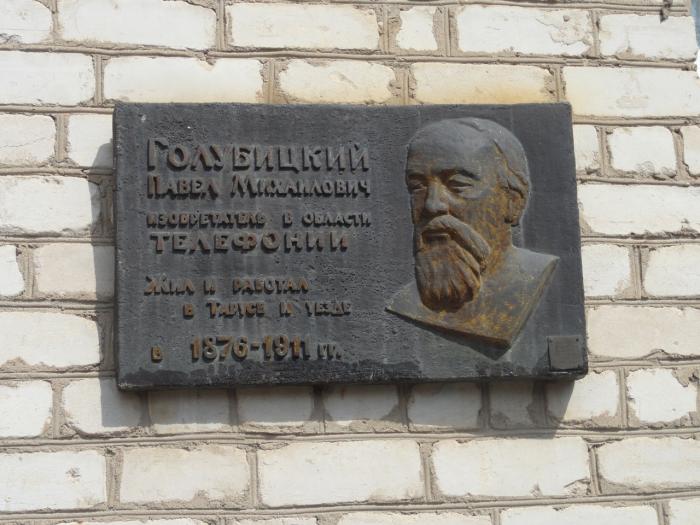 Голубицкий
Павел Михайлович
изобретатель в области
телефонии
Жил и работал
в Тарусе и уезде
в 1876-1911 гг.